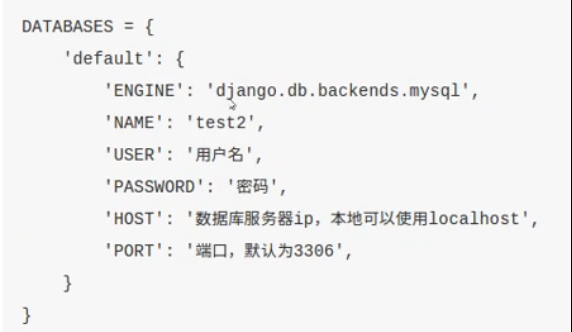 DATABASES = {
    'default': {
        'ENGINE': 'django.db.backends.mysql',
        'NAME': 'test2',
        'USER': '用户名',
        'PASSWORD': '密码',
        'HOST': '数据库服务器ip，本地可以使用localhost',
        'PORT': '端口，默认为3306',
    }
}